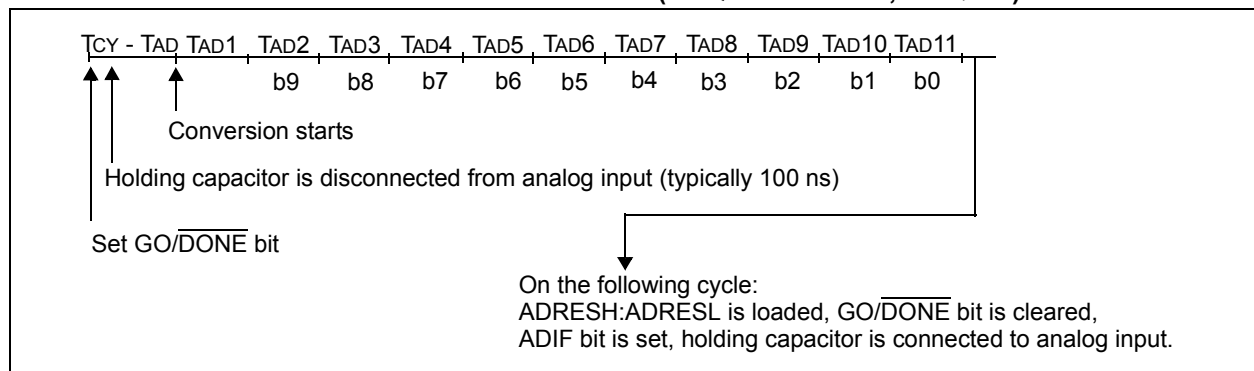 TCY - TAD TAD1 TAD2 TAD3 TAD4 TAD5 TAD6 TAD7 TAD8 TAD9 TAD10 TAD11
b9 b8 b7 b6 b5 b4 b3 b2 b1 b0
Conversion starts
Holding capacitor is disconnected from analog input (typically 100 ns)
Set GO/DONE bit
On the following cycle:
ADRESH:ADRESL is loaded, GO/DONE bit is cleared,
ADIF bit is set, holding capacitor is connected to analog input.